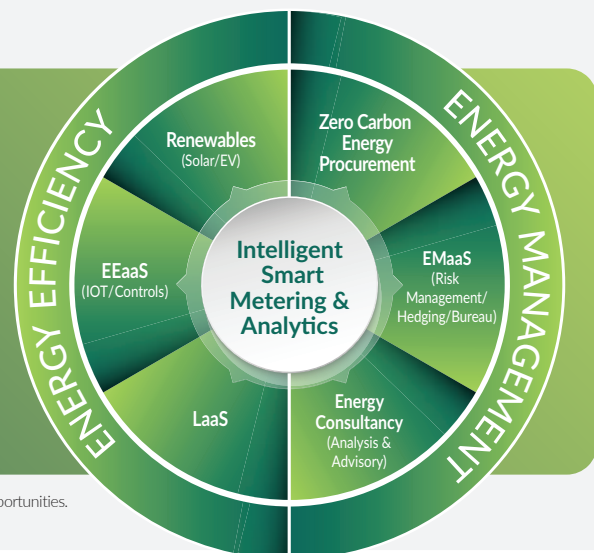 ENERGY EFFICIENCY
ENERGY MANAGEMENT
Renewables
(Solar/EV)
Zero Carbon
Energy
Procurement
EEaaS
(IOT/Controls)
Intelligent
Smart
Metering &
Analytics
EMaaS
(Risk
Management/
Hedging/Bureau)
LaaS
Energy
Consultancy
(Analysis &
Advisory)
portunities.